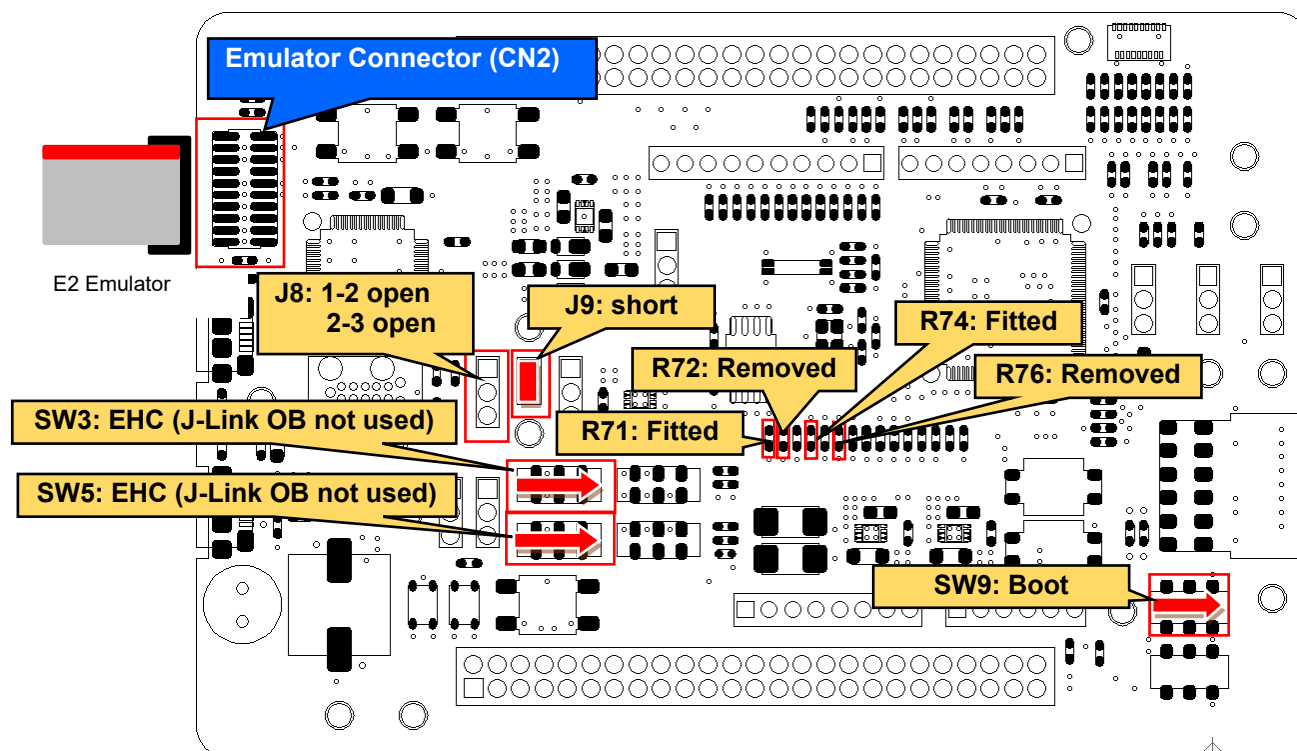 Emulator Connector (CN2)
E2 Emulator
J8: 1-2 open
2-3 open
J9: short
R74: Fitted
R72: Removed
R76: Removed
SW3: EHC (J-Link OB not used)
R71: Fitted
SW5: EHC (J-Link OB not used)
SW9: Boot